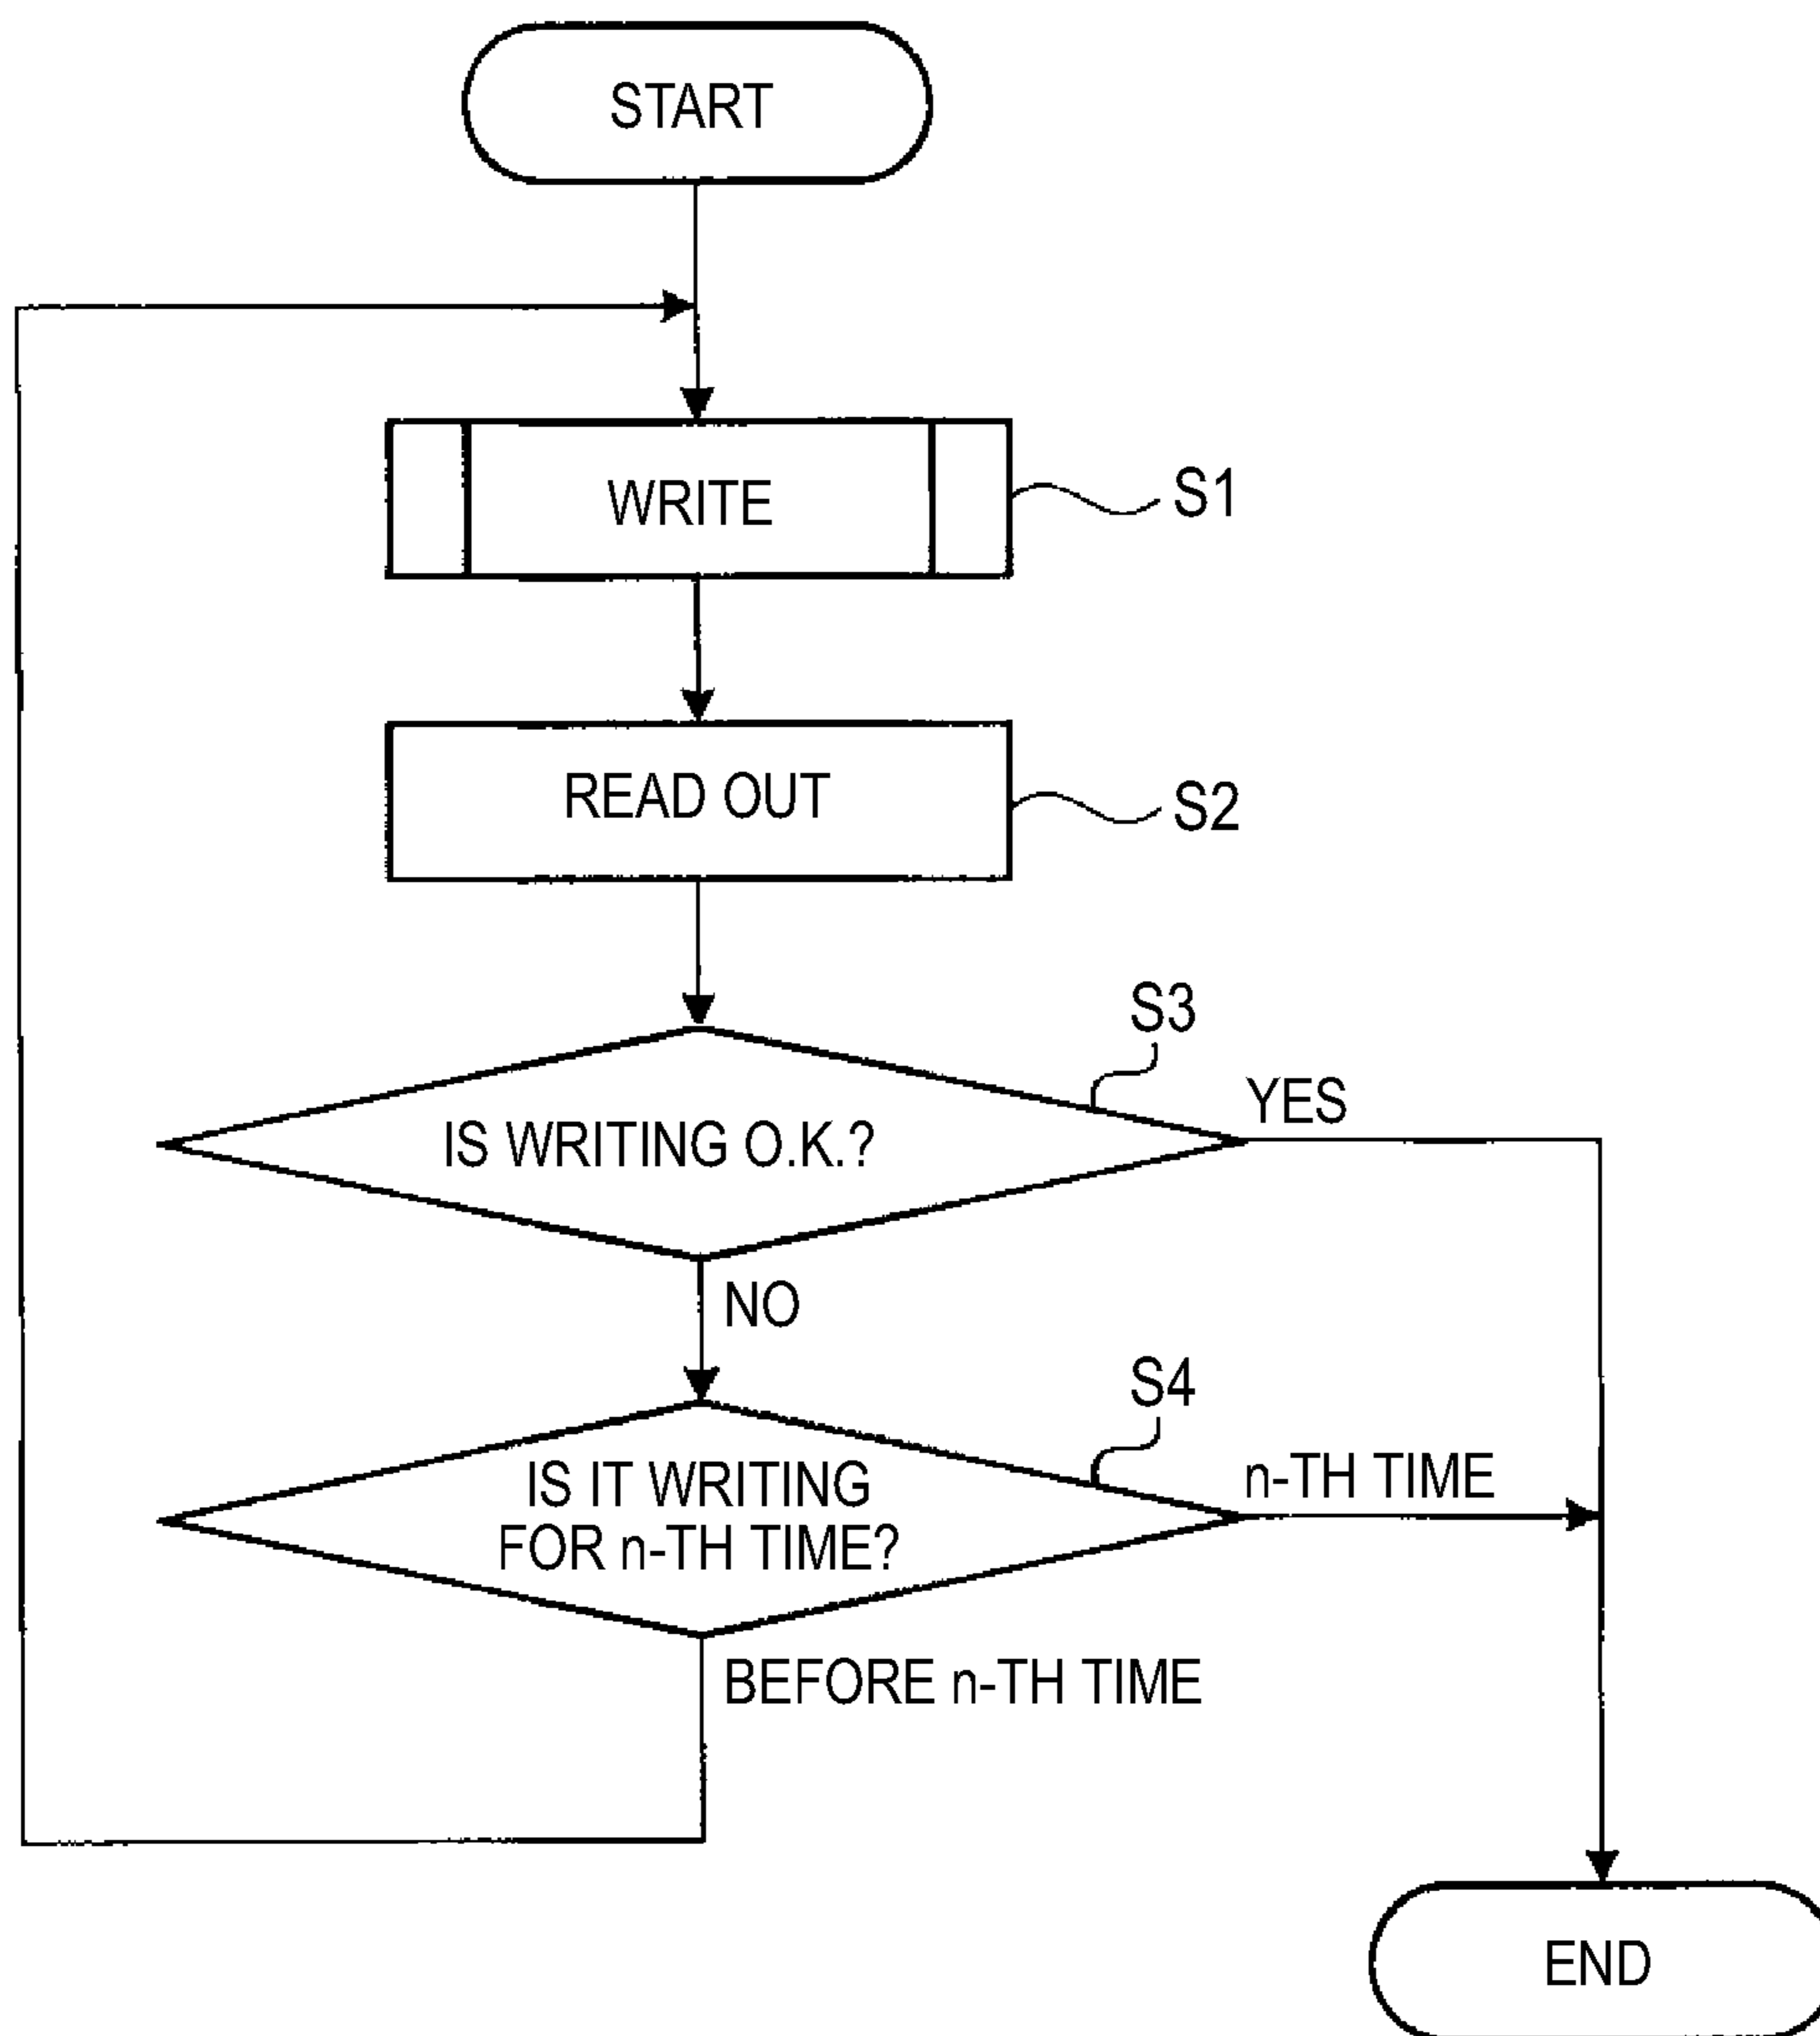 START
WRITE
S1
READ OUT
S2
S3
YES
IS WRITING O.K.?
NO
S4
IS IT WRITING
FOR n-TH TIME?
n-TH TIME
BEFORE n-TH TIME
END